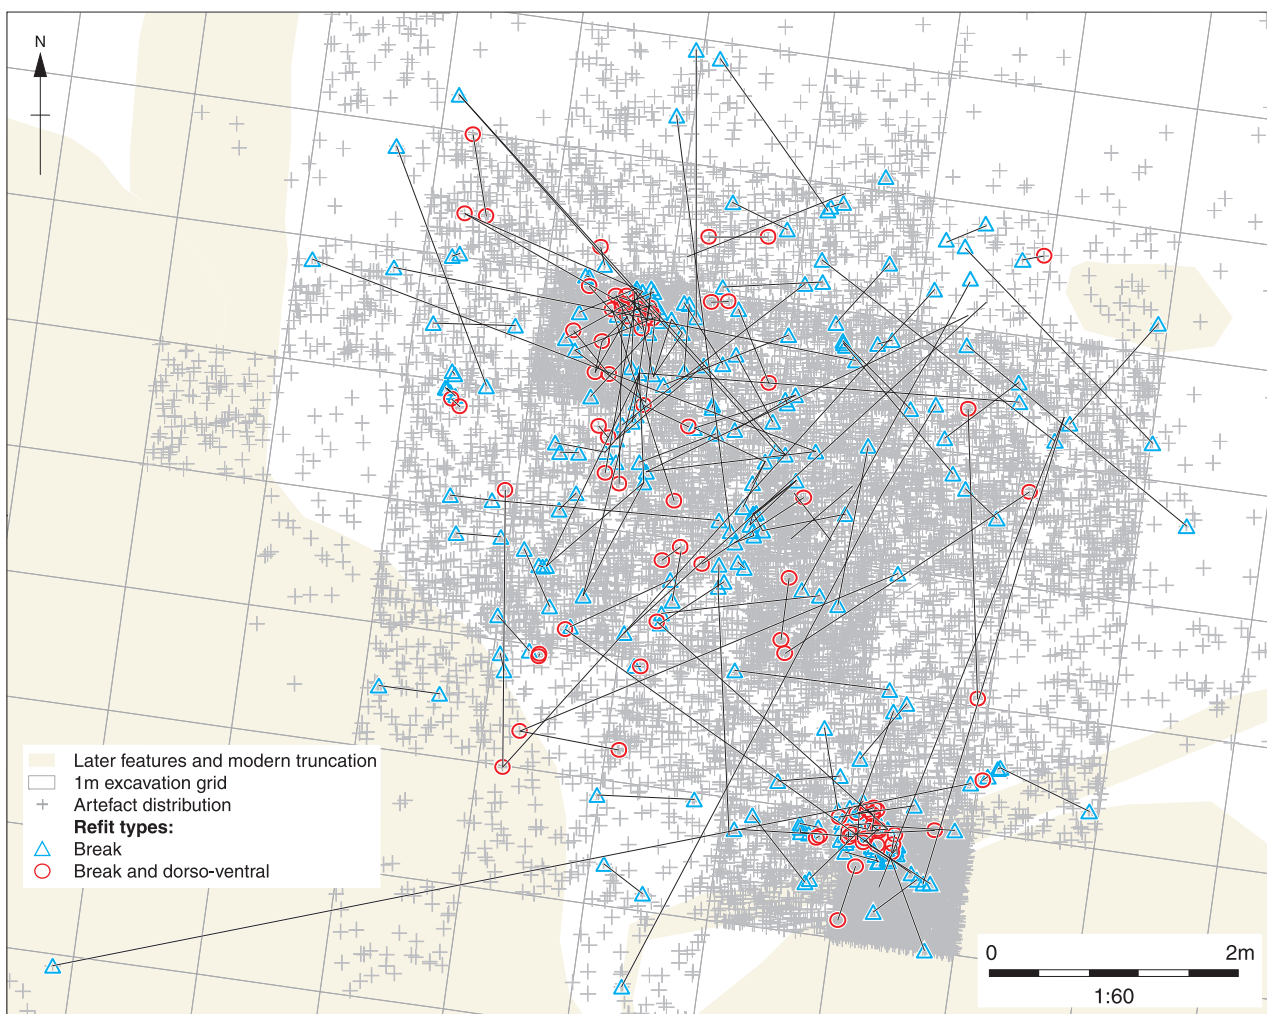 N
Later features and modern truncation
1m excavation grid
Artefact distribution
Refit types:
Break
Break and dorso-ventral
0 2m
1:60